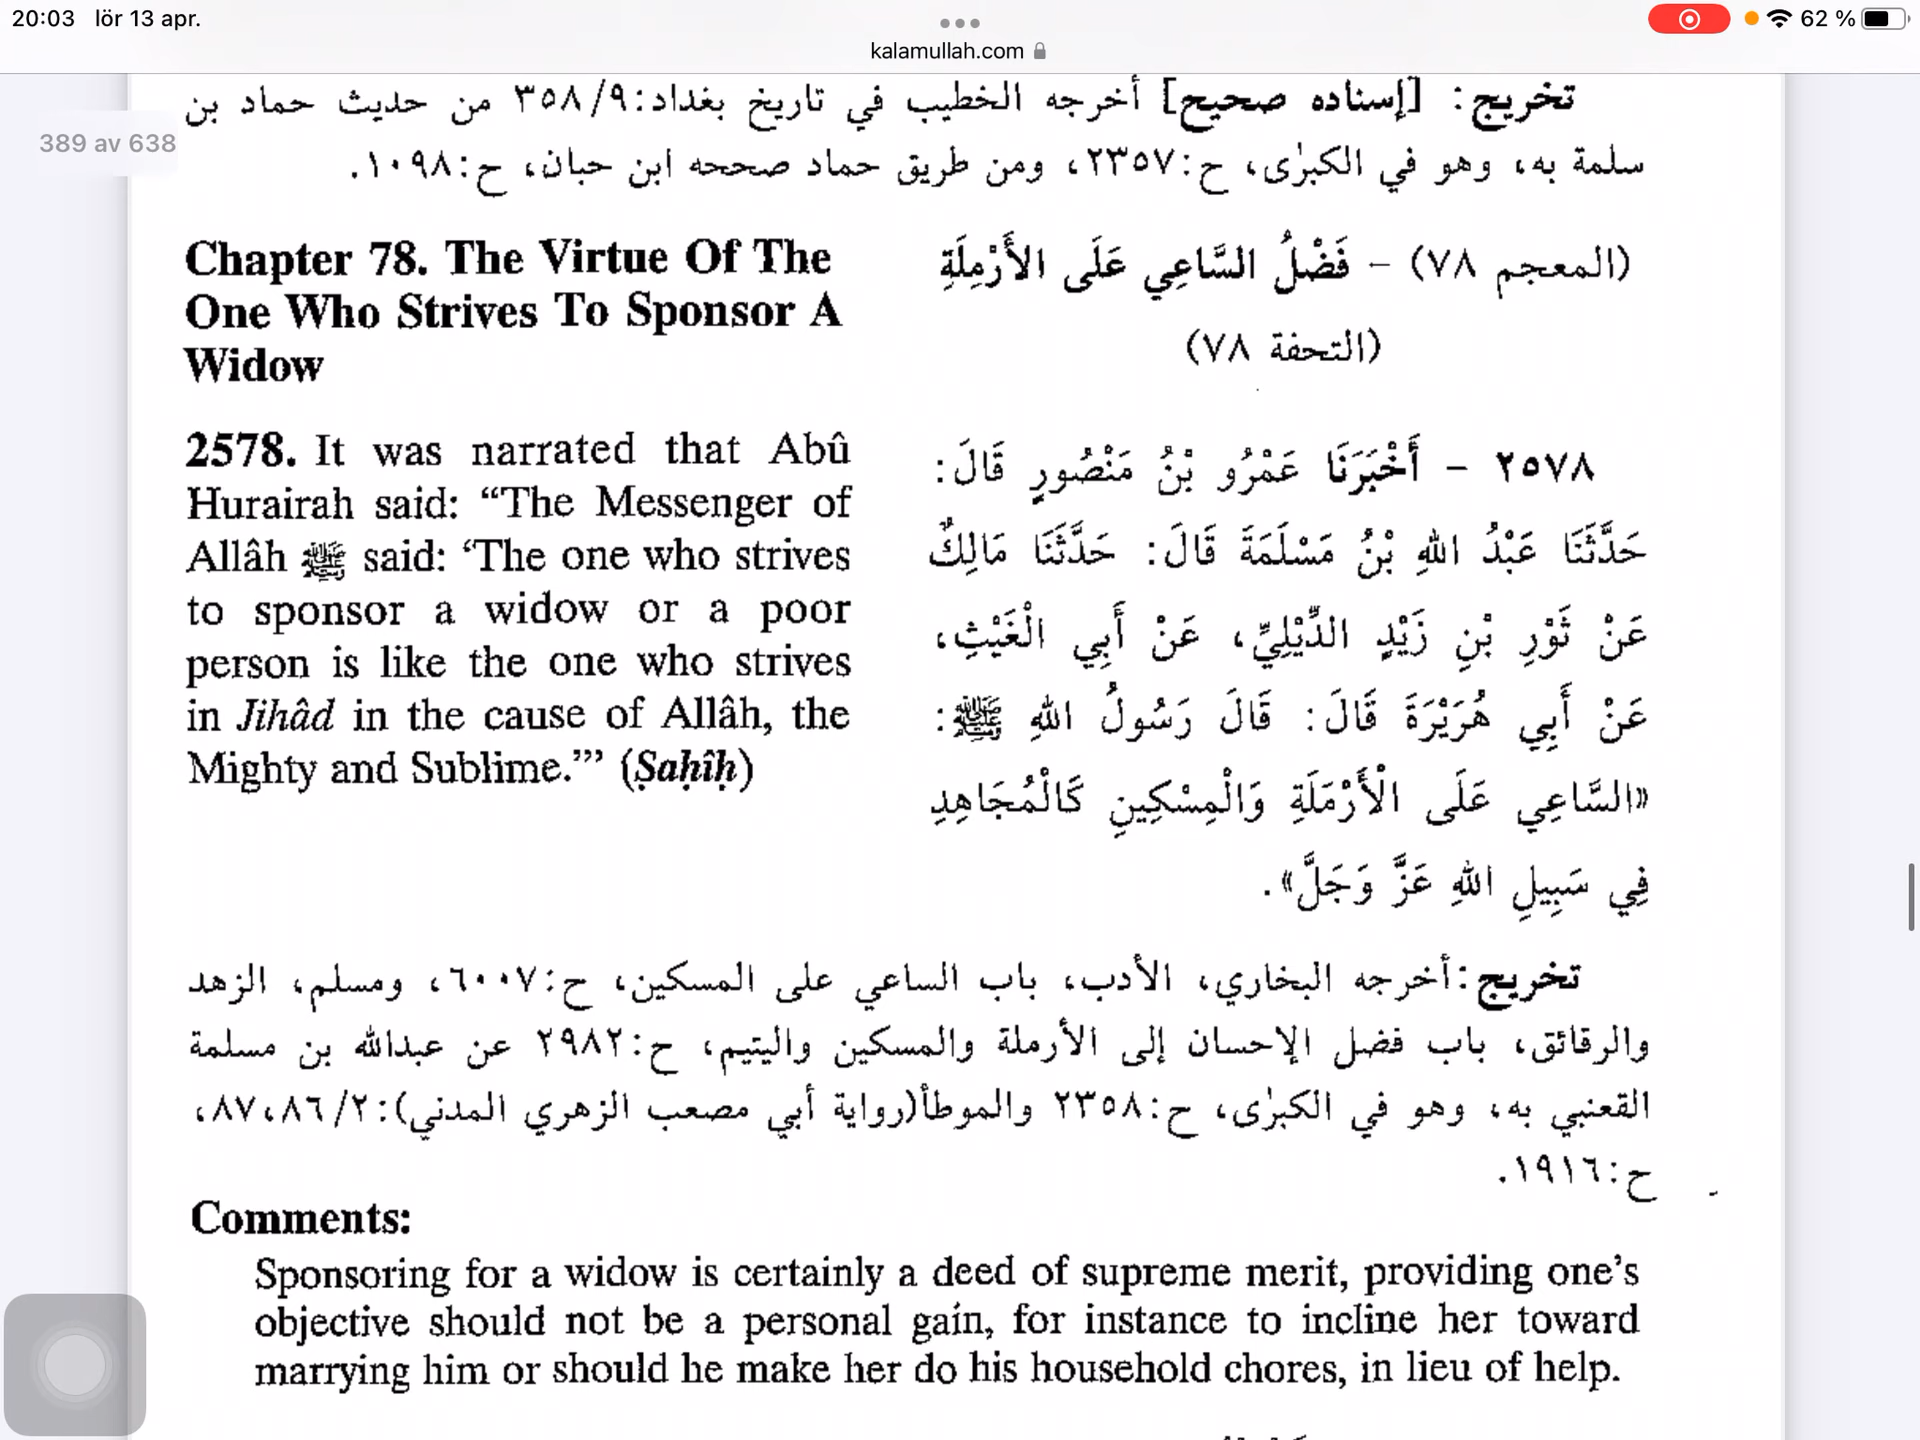 20:03 lör 13 apr.
62 %
kalamullah.com
389 av 638
تخريج: [إسناده صحيح] أخرجه الخطيب في تاريخ بغداد:٣٥٨/٩ من حديث حماد بن
سلمة به، وهو في الكبرٰى، ح:٢٣٥٧، ومن طريق حماد صححه ابن حبان، ح:١٠٩٨.
Chapter 78. The Virtue Of The
One Who Strives To Sponsor A
Widow
(المعجم ٧٨) - فَضْلُ السَّاعِي عَلَى الأَرْمِلَةِ
(التحفة ٧٨)
2578. It was narrated that Abû
Hurairah said: “The Messenger of
Allâh ﷺ said: ‘The one who strives
to sponsor a widow or a poor
person is like the one who strives
in Jihâd in the cause of Allâh, the
Mighty and Sublime.’” (Ṣaḥîḥ)
٢٥٧٨ - أَخْبَرَنَا عَمْرُو بْنُ مَنْصُورٍ قَالَ:
حَدَّثَنَا عَبْدُ اللهِ بْنُ مَسْلَمَةَ قَالَ: حَدَّثَنَا مَالِكٌ
عَنْ ثَوْرِ بْنِ زَيْدٍ الدِّيْلِيِّ، عَنْ أَبِي الْغَيْثِ،
عَنْ أَبِي هُرَيْرَةَ قَالَ: قَالَ رَسُولُ اللهِ ﷺ:
«السَّاعِي عَلَى الْأَرْمَلَةِ وَالْمِسْكِينِ كَالْمُجَاهِدِ
فِي سَبِيلِ اللهِ عَزَّ وَجَلَّ».
تخريج:أخرجه البخاري، الأدب، باب الساعي على المسكين، ح:٦٠٠٧، ومسلم، الزهد
والرقائق، باب فضل الإحسان إلى الأرملة والمسكين واليتيم، ح:٢٩٨٢ عن عبدالله بن مسلمة
القعنبي به، وهو في الكبرٰى، ح:٢٣٥٨ والموطأ(رواية أبي مصعب الزهري المدني):٨٧،٨٦/٢،
ح:١٩١٦.
Comments:
Sponsoring for a widow is certainly a deed of supreme merit, providing one’s
objective should not be a personal gain, for instance to incline her toward
marrying him or should he make her do his household chores, in lieu of help.